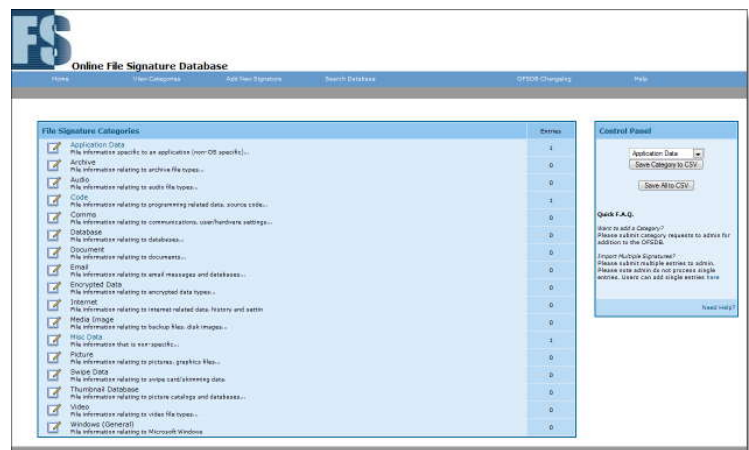 FS
Online File Signature Database
Home View Categories Add New Signature Search Database OFSDB Changelog Help
File Signature Categories Entries
Application Data
File information specific to an application (non-OS specific)... 1
Archive
File information relating to archive file types... 0
Audio
File information relating to audio file types... 0
Code
File information relating to programming related data, source code... 1
Comms
File information relating to communications, user/hardware settings... 0
Database
File information relating to databases... 0
Document
File information relating to documents... 0
Email
File information relating to email messages and databases... 0
Encrypted Data
File information relating to encrypted data types... 0
Internet
File information relating to internet related data, history and settin 0
Media Image
File information relating to backup files, disk images... 0
Misc Data
File information that is non-specific... 1
Picture
File information relating to pictures, graphics files... 0
Swipe Data
File information relating to swipe card/skimming data 0
Thumbnail Database
File information relating to picture catalogs and databases... 0
Video
File information relating to video file types... 0
Windows (General)
File information relating to Microsoft Windows 0
Control Panel
Application Data
Save Category to CSV
Save All to CSV
Quick F.A.Q.
Want to add a Category?
Please submit category requests to admin for
addition to the OFSDB.
Import Multiple Signatures?
Please submit multiple entries to admin.
Please note admin do not process single
entries. Users can add single entries here
Need Help?